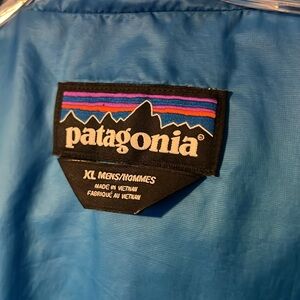 patagonia®
XL MENS/HOMMES
MADE IN VIETNAM
FABRIQUÉ AU VIETNAM